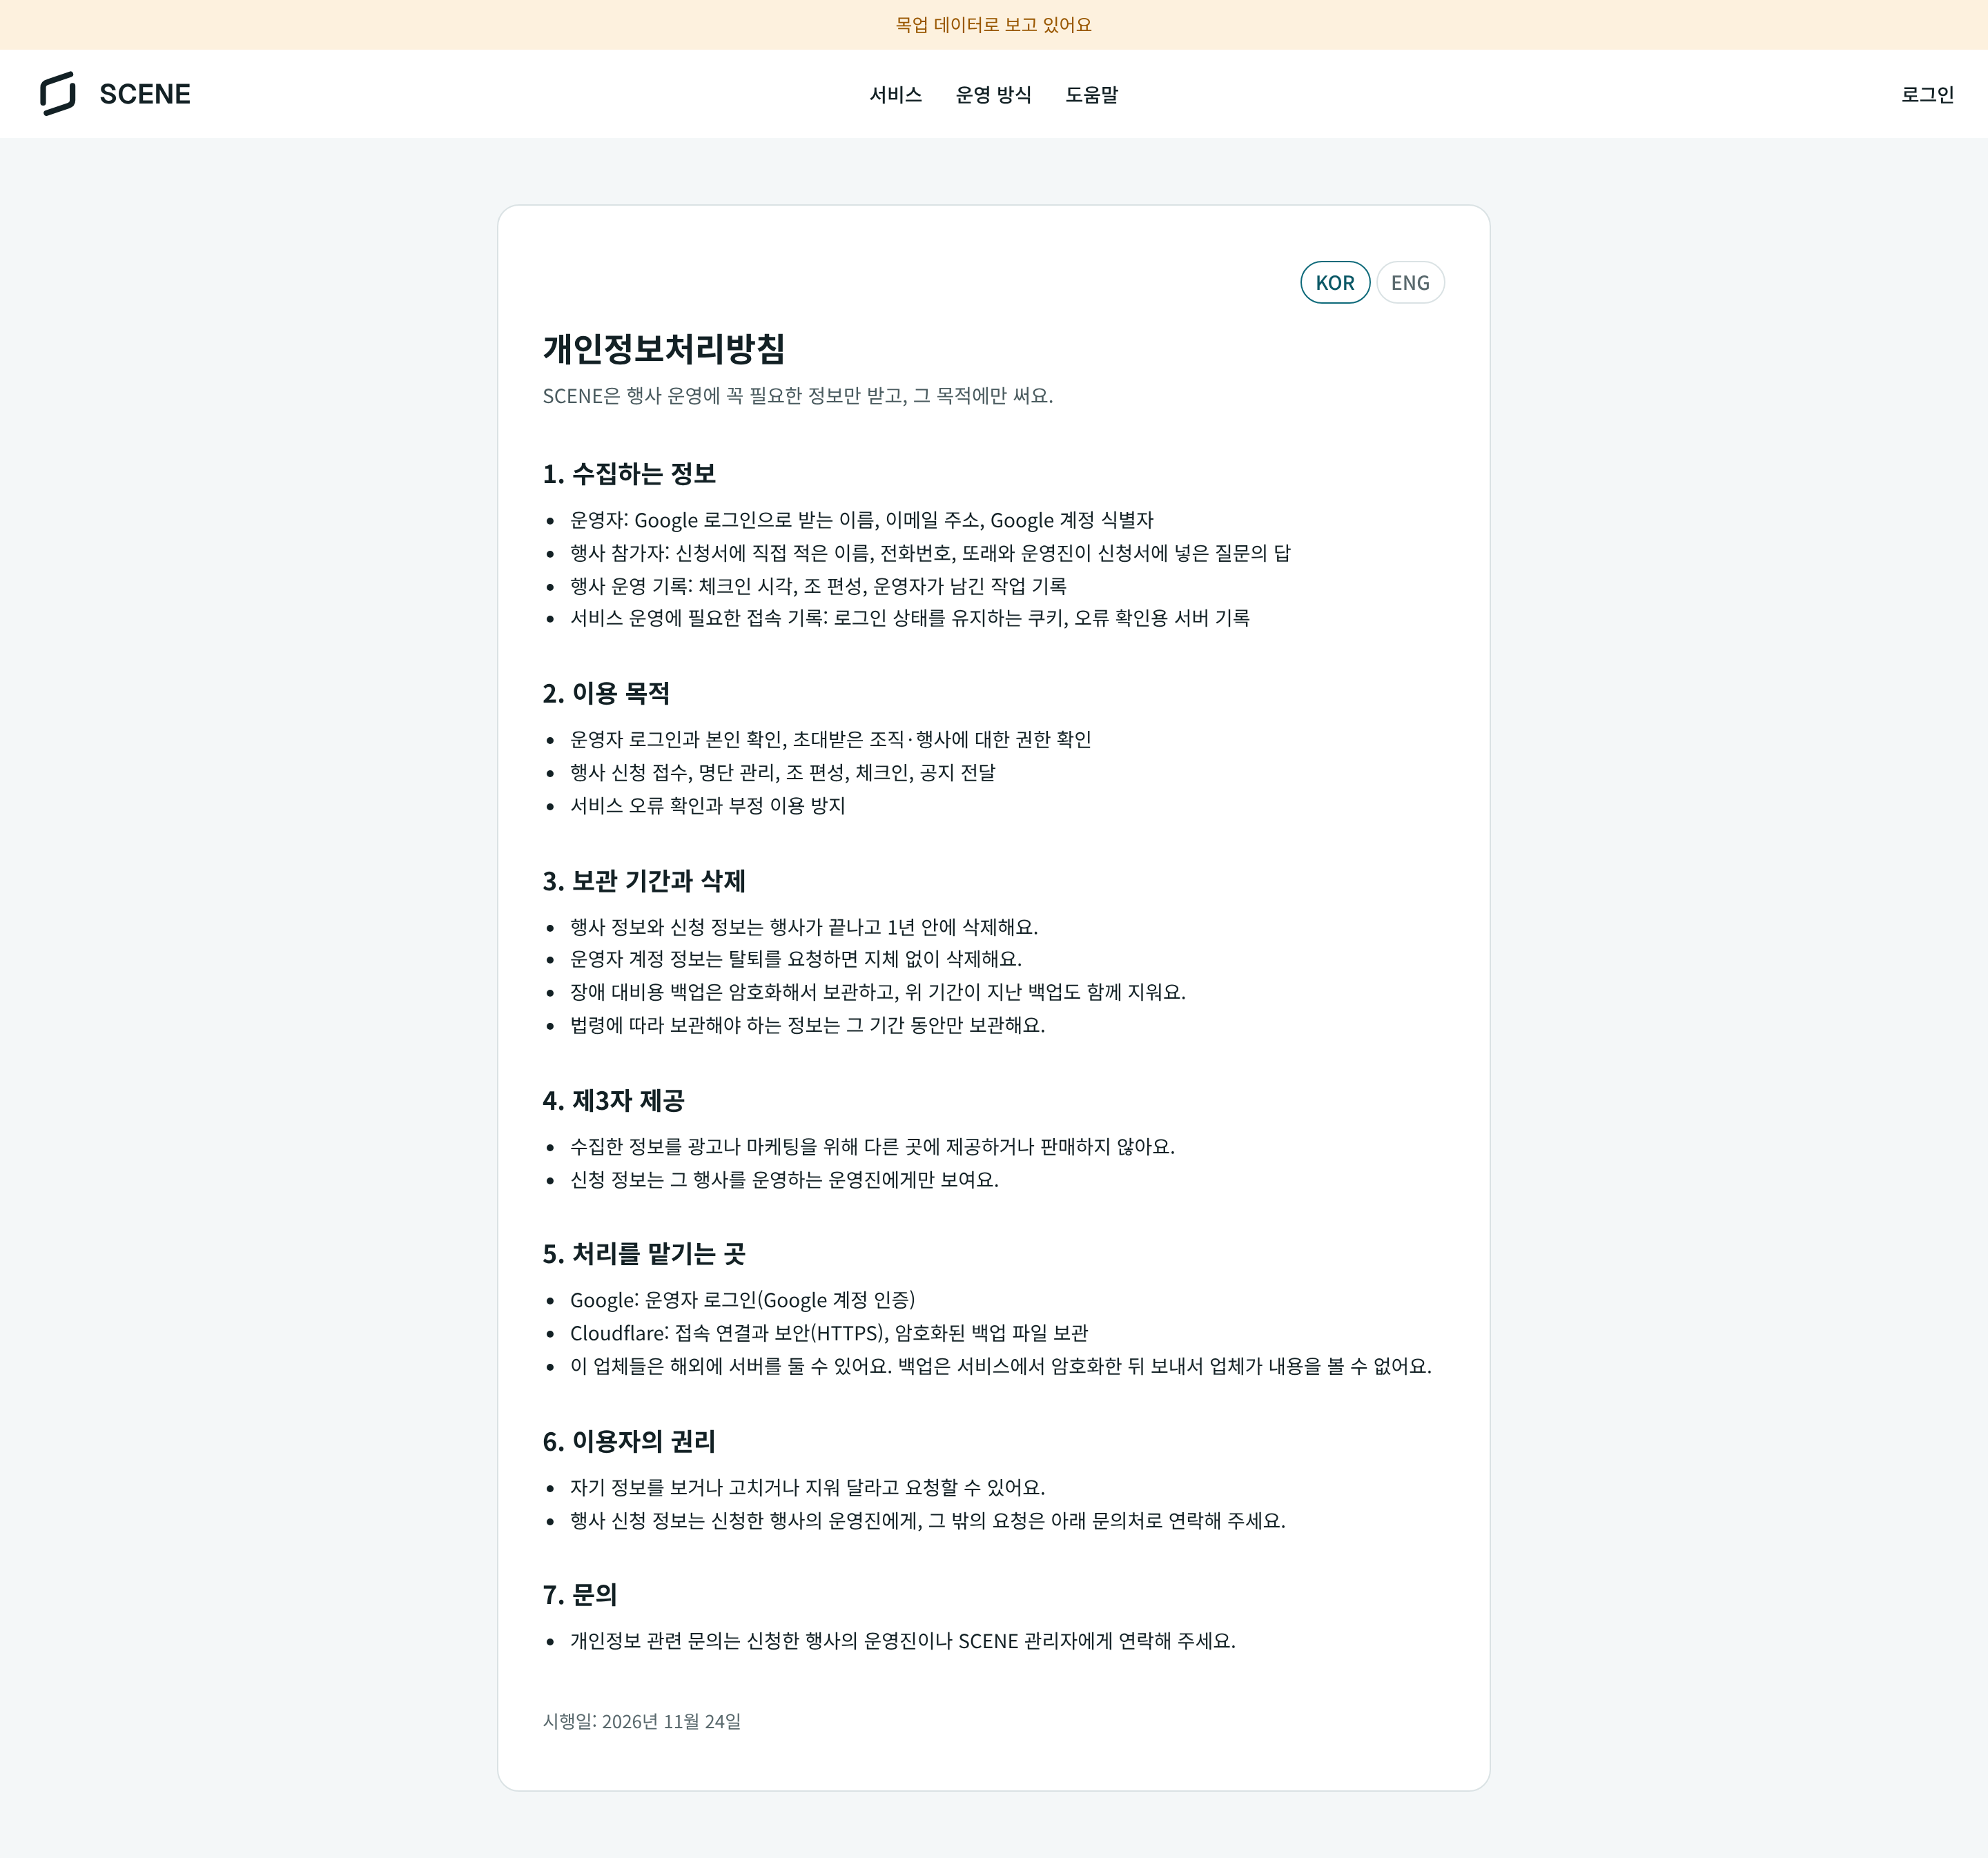 목업 데이터로 보고 있어요
SCENE
서비스 운영 방식 도움말
로그인
KOR ENG
개인정보처리방침
SCENE은 행사 운영에 꼭 필요한 정보만 받고, 그 목적에만 써요.
1. 수집하는 정보
• 운영자: Google 로그인으로 받는 이름, 이메일 주소, Google 계정 식별자
• 행사 참가자: 신청서에 직접 적은 이름, 전화번호, 또래와 운영진이 신청서에 넣은 질문의 답
• 행사 운영 기록: 체크인 시각, 조 편성, 운영자가 남긴 작업 기록
• 서비스 운영에 필요한 접속 기록: 로그인 상태를 유지하는 쿠키, 오류 확인용 서버 기록
2. 이용 목적
• 운영자 로그인과 본인 확인, 초대받은 조직·행사에 대한 권한 확인
• 행사 신청 접수, 명단 관리, 조 편성, 체크인, 공지 전달
• 서비스 오류 확인과 부정 이용 방지
3. 보관 기간과 삭제
• 행사 정보와 신청 정보는 행사가 끝나고 1년 안에 삭제해요.
• 운영자 계정 정보는 탈퇴를 요청하면 지체 없이 삭제해요.
• 장애 대비용 백업은 암호화해서 보관하고, 위 기간이 지난 백업도 함께 지워요.
• 법령에 따라 보관해야 하는 정보는 그 기간 동안만 보관해요.
4. 제3자 제공
• 수집한 정보를 광고나 마케팅을 위해 다른 곳에 제공하거나 판매하지 않아요.
• 신청 정보는 그 행사를 운영하는 운영진에게만 보여요.
5. 처리를 맡기는 곳
• Google: 운영자 로그인(Google 계정 인증)
• Cloudflare: 접속 연결과 보안(HTTPS), 암호화된 백업 파일 보관
• 이 업체들은 해외에 서버를 둘 수 있어요. 백업은 서비스에서 암호화한 뒤 보내서 업체가 내용을 볼 수 없어요.
6. 이용자의 권리
• 자기 정보를 보거나 고치거나 지워 달라고 요청할 수 있어요.
• 행사 신청 정보는 신청한 행사의 운영진에게, 그 밖의 요청은 아래 문의처로 연락해 주세요.
7. 문의
• 개인정보 관련 문의는 신청한 행사의 운영진이나 SCENE 관리자에게 연락해 주세요.
시행일: 2026년 11월 24일